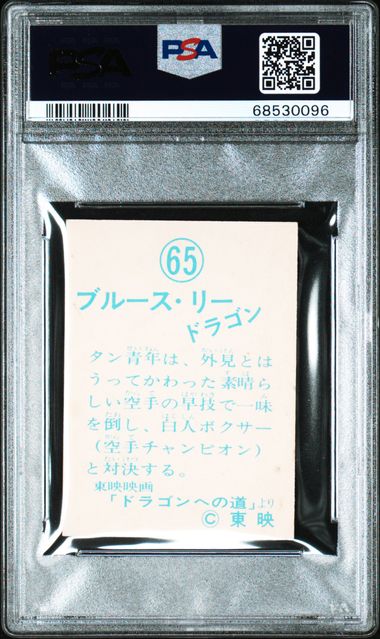 PSA
PSA
68530096
65
ブルース・リー
ドラゴン
タン青年は、外見とは
うってかわった素晴ら
しい空手の早技で一味
を倒し、白人ボクサー
(空手チャンピオン)
と対決する。
東映映画
「ドラゴンへの道」より
© 東映